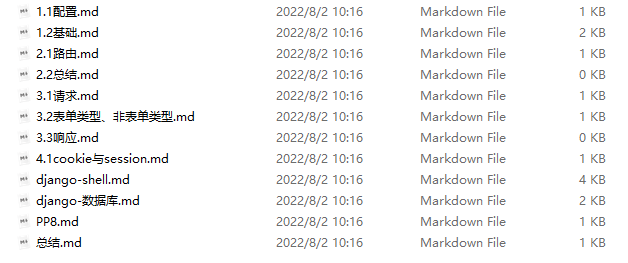 1.1配置.md 2022/8/2 10:16 Markdown File 1 KB
1.2基础.md 2022/8/2 10:16 Markdown File 2 KB
2.1路由.md 2022/8/2 10:16 Markdown File 1 KB
2.2总结.md 2022/8/2 10:16 Markdown File 0 KB
3.1请求.md 2022/8/2 10:16 Markdown File 1 KB
3.2表单类型、非表单类型.md 2022/8/2 10:16 Markdown File 1 KB
3.3响应.md 2022/8/2 10:16 Markdown File 0 KB
4.1cookie与session.md 2022/8/2 10:16 Markdown File 1 KB
django-shell.md 2022/8/2 10:16 Markdown File 4 KB
django-数据库.md 2022/8/2 10:16 Markdown File 2 KB
PP8.md 2022/8/2 10:16 Markdown File 1 KB
总结.md 2022/8/2 10:16 Markdown File 1 KB